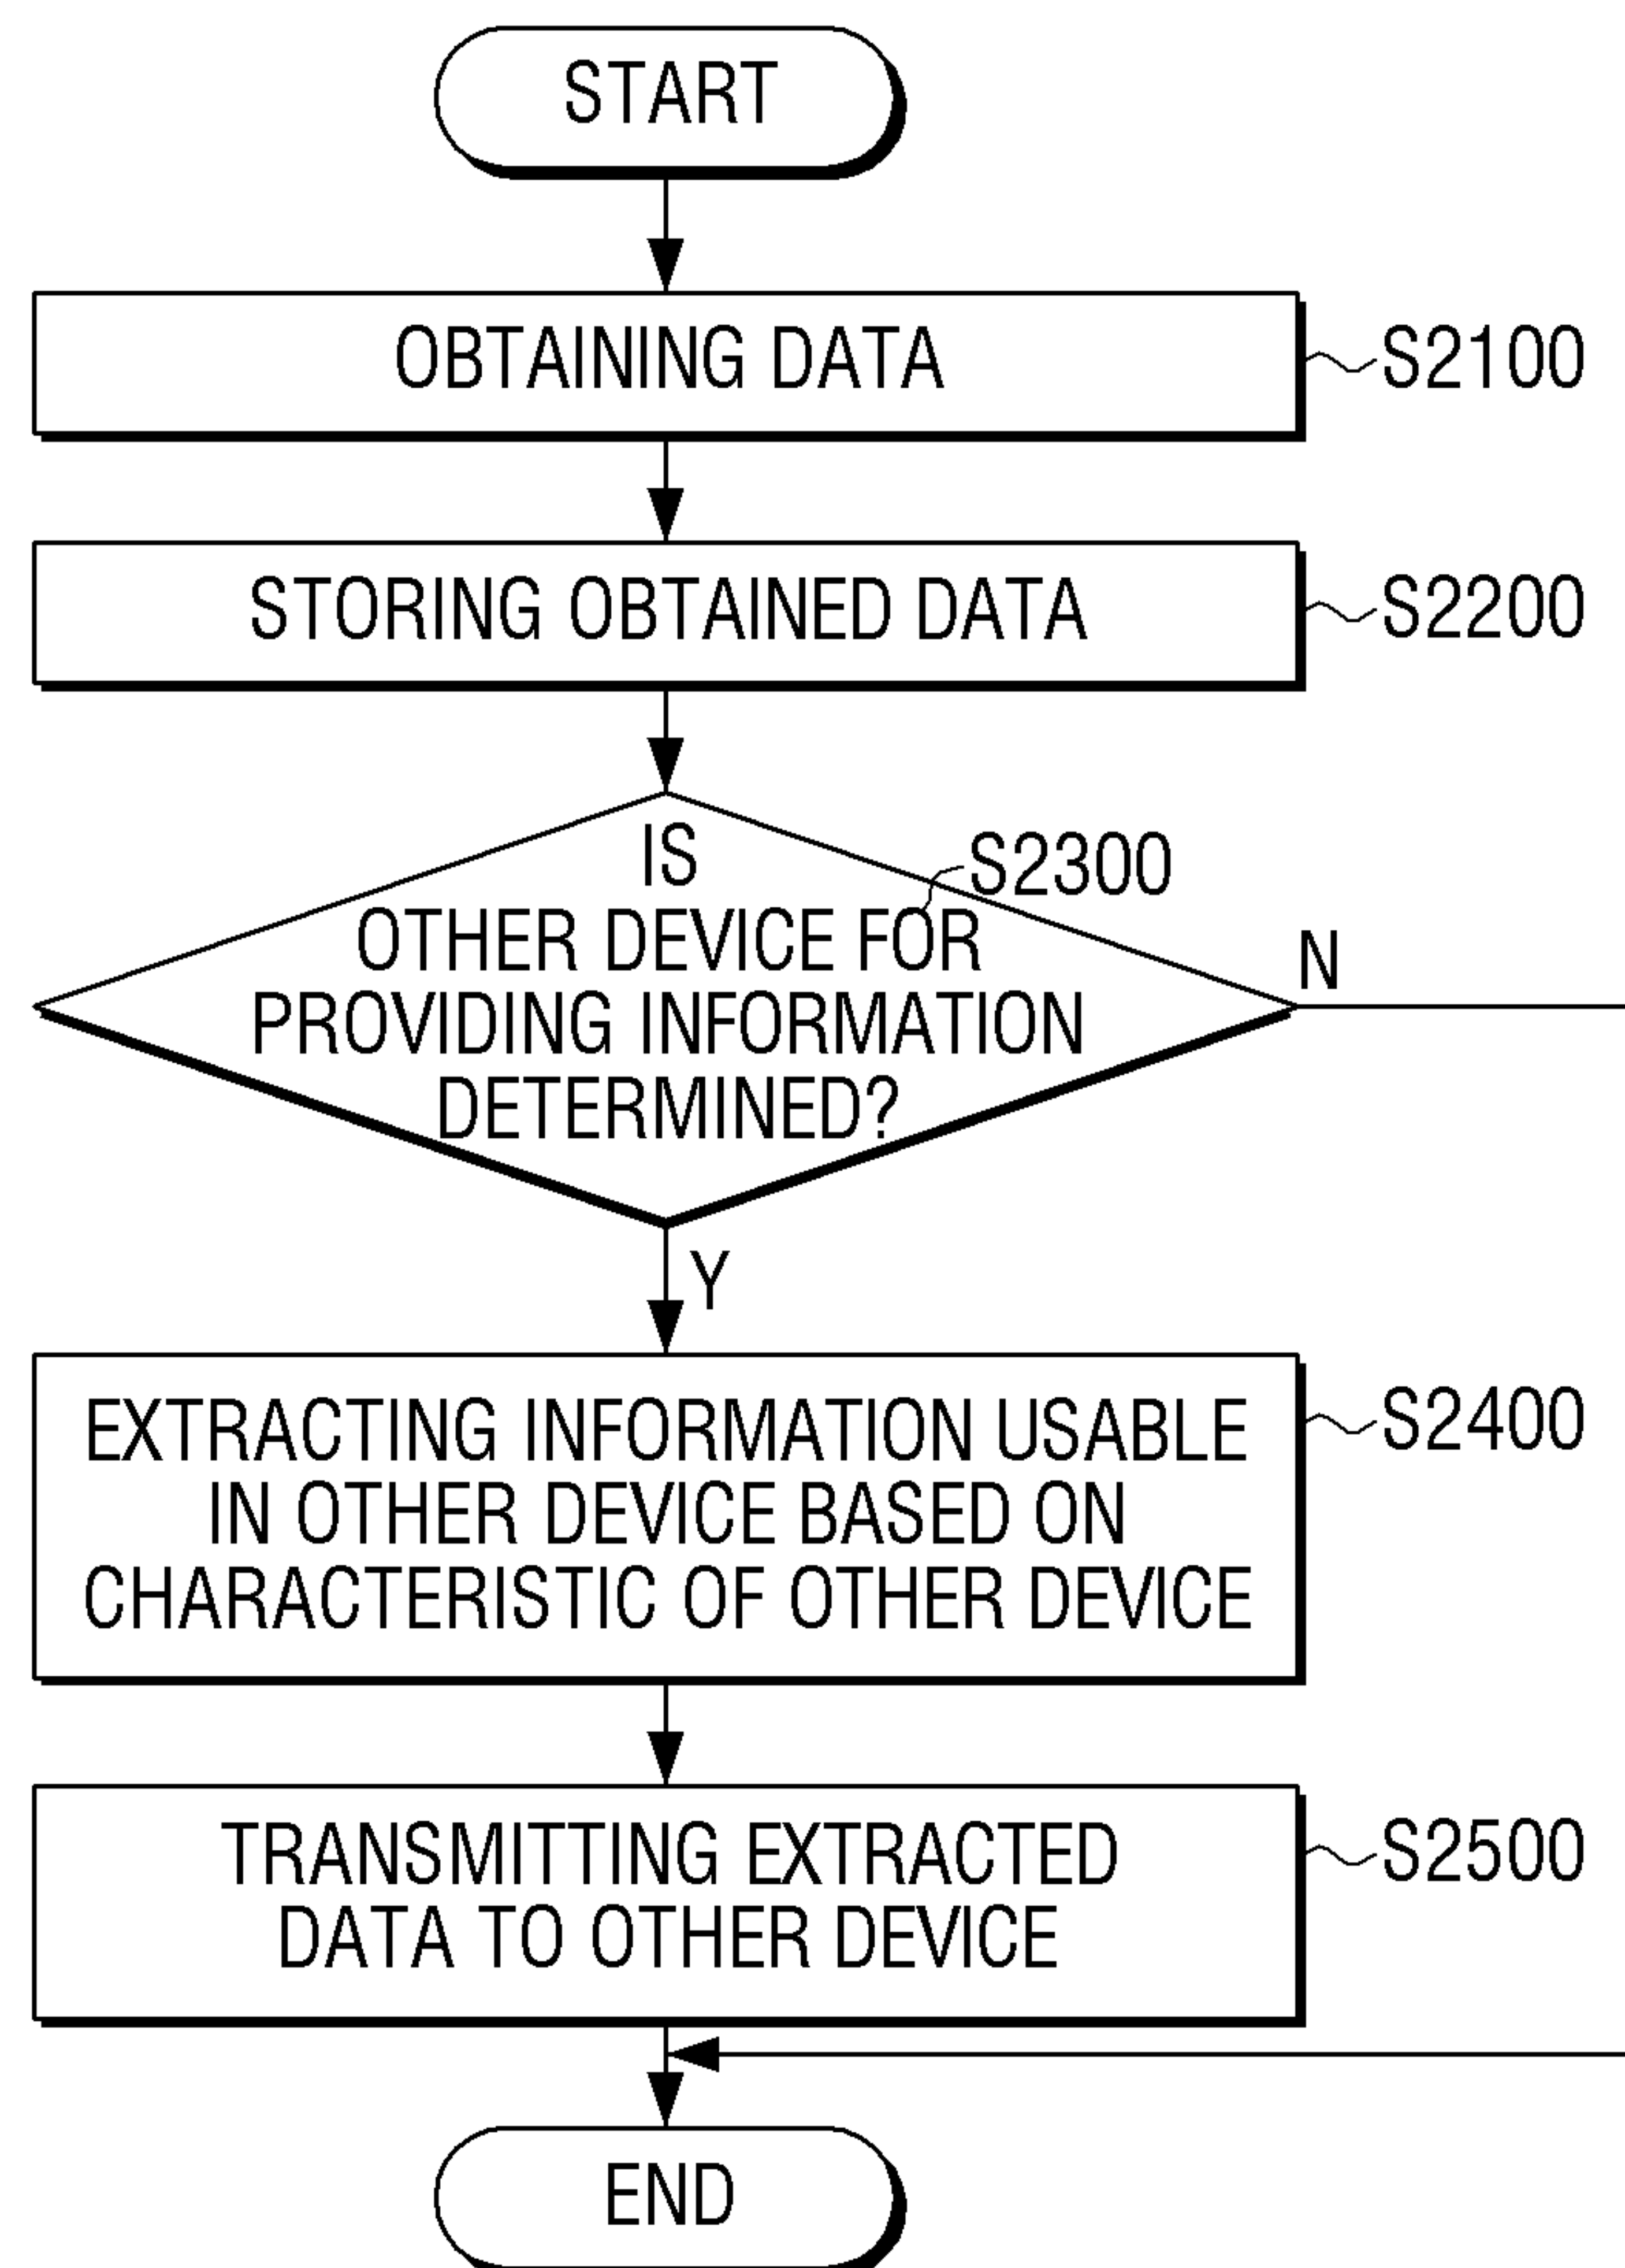 START
OBTAINING DATA
S2100
STORING OBTAINED DATA
S2200
IS
S2300
OTHER DEVICE FOR
PROVIDING INFORMATION
DETERMINED?
N
Y
EXTRACTING INFORMATION USABLE
IN OTHER DEVICE BASED ON
CHARACTERISTIC OF OTHER DEVICE
S2400
TRANSMITTING EXTRACTED
DATA TO OTHER DEVICE
S2500
END